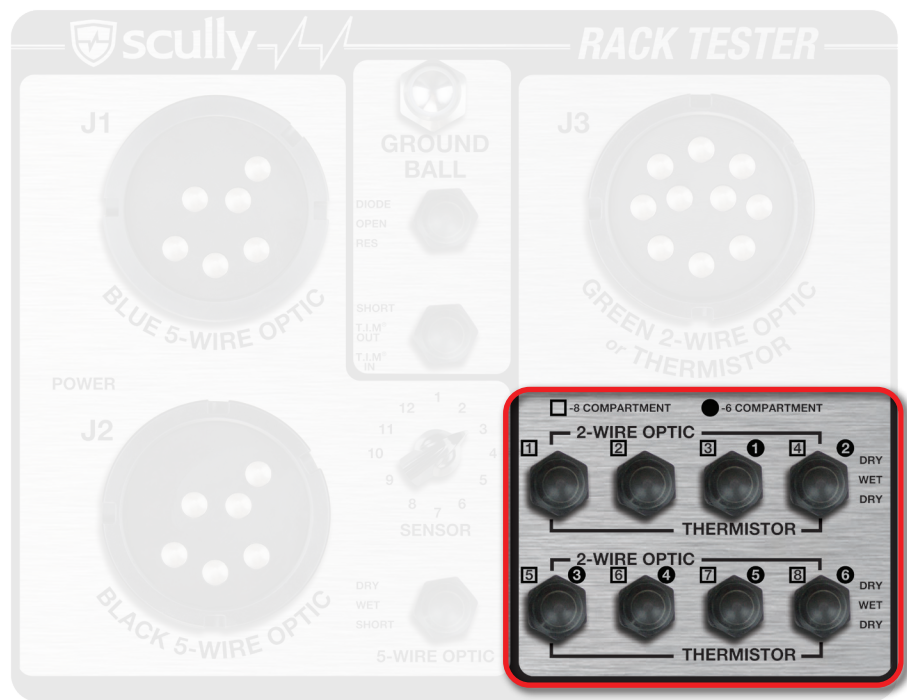 scully
RACK TESTER
J1
BLUE 5-WIRE OPTIC
GROUND
BALL
DIODE
OPEN
RES
SHORT
T.I.M™
OUT
T.I.M™
IN
J3
GREEN 2-WIRE OPTIC
or THERMISTOR
POWER
J2
BLACK 5-WIRE OPTIC
1 2 3 4 5 6 7 8 9 10 11 12
SENSOR
DRY
WET
SHORT
5-WIRE OPTIC
-8 COMPARTMENT -6 COMPARTMENT
2-WIRE OPTIC
1 2 3 1 4 2
DRY
WET
DRY
THERMISTOR
2-WIRE OPTIC
5 3 6 4 7 5 8 6
DRY
WET
DRY
THERMISTOR